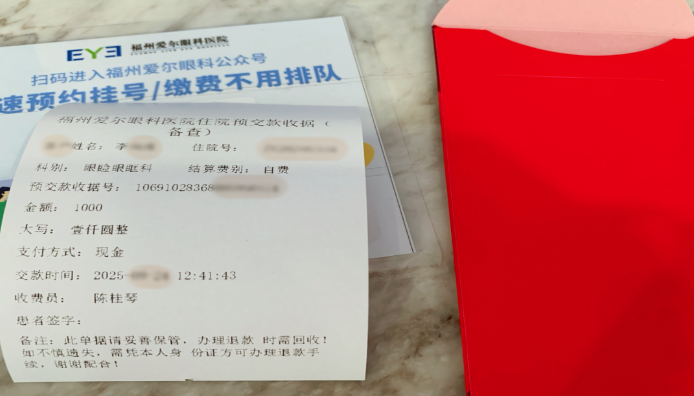 EYE 福州爱尔眼科医院
扫码进入福州爱尔眼科公众号
速预约挂号/缴费不用排队
福州爱尔眼科医院住院预交款收据（
备查）
姓名: 李 住院号:
科别: 眼睑眼眶科 结算费别: 自费
预交款收据号: 10691028368
金额: 1000
大写: 壹仟圆整
支付方式: 现金
交款时间: 2025- 12:41:43
收费员: 陈桂琴
患者签字:
备注: 此单据请妥善保管，办理退款 时需回收!
如不慎遗失，需凭本人身 份证方可办理退款手
续，谢谢配合!